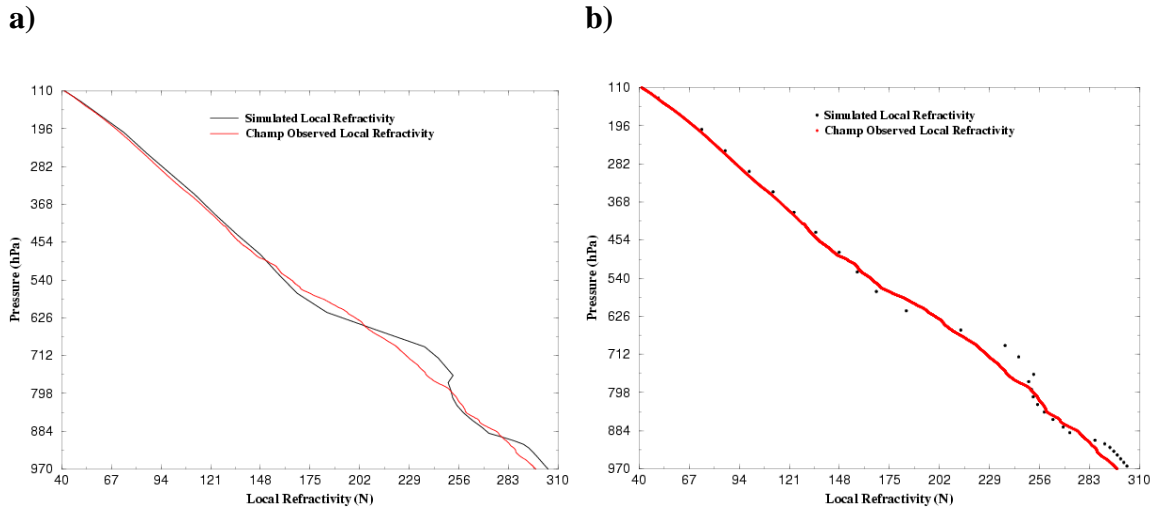 a)
110
196
282
368
454
540
626
712
798
884
970
Pressure (hPa)
Simulated Local Refractivity
Champ Observed Local Refractivity
40 67 94 121 148 175 202 229 256 283 310
Local Refractivity (N)
b)
110
196
282
368
454
540
626
712
798
884
970
Pressure (hPa)
Simulated Local Refractivity
Champ Observed Local Refractivity
40 67 94 121 148 175 202 229 256 283 310
Local Refractivity (N)